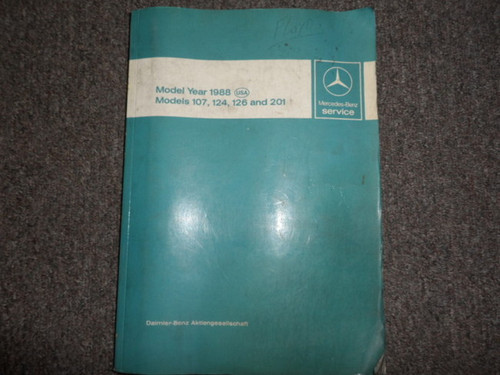 Model Year 1988 USA
Models 107, 124, 126 and 201
Mercedes-Benz
service
Daimler-Benz Aktiengesellschaft